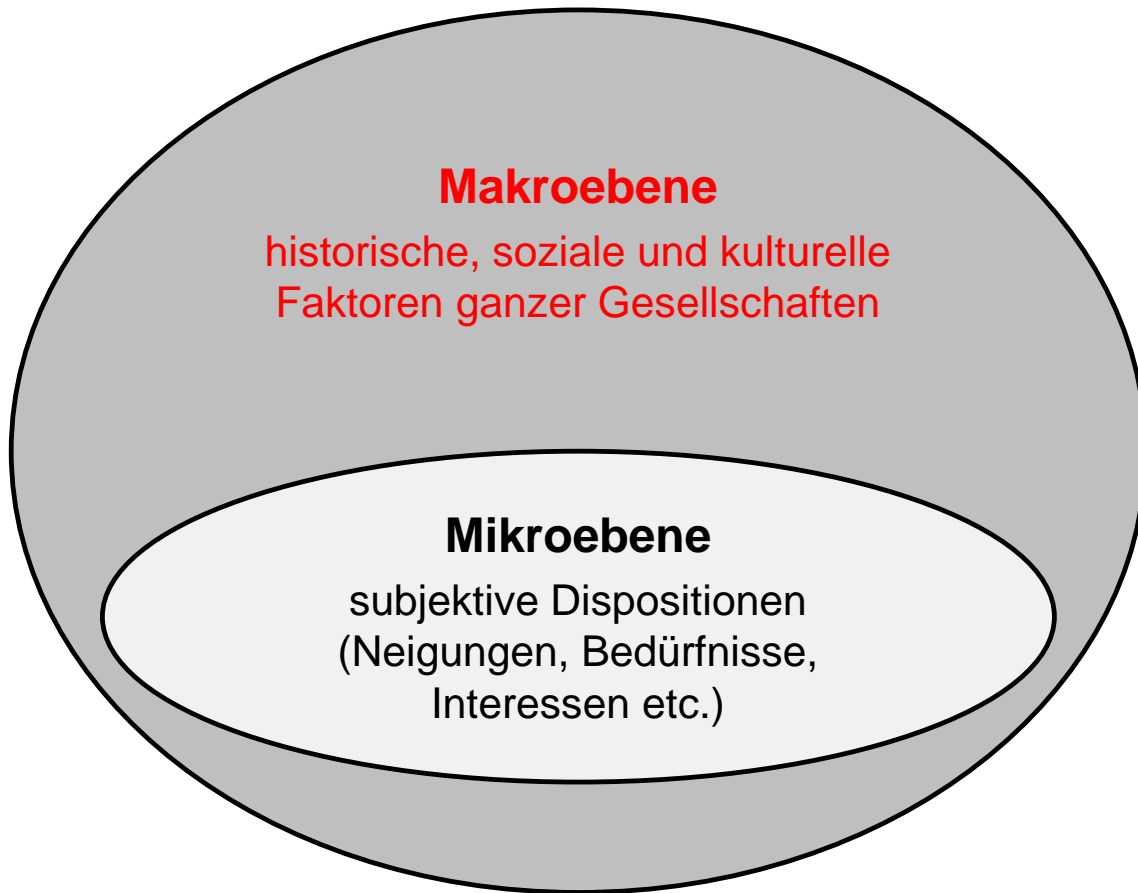 Makroebene
historische, soziale und kulturelle
Faktoren ganzer Gesellschaften
Mikroebene
subjektive Dispositionen
(Neigungen, Bedürfnisse,
Interessen etc.)